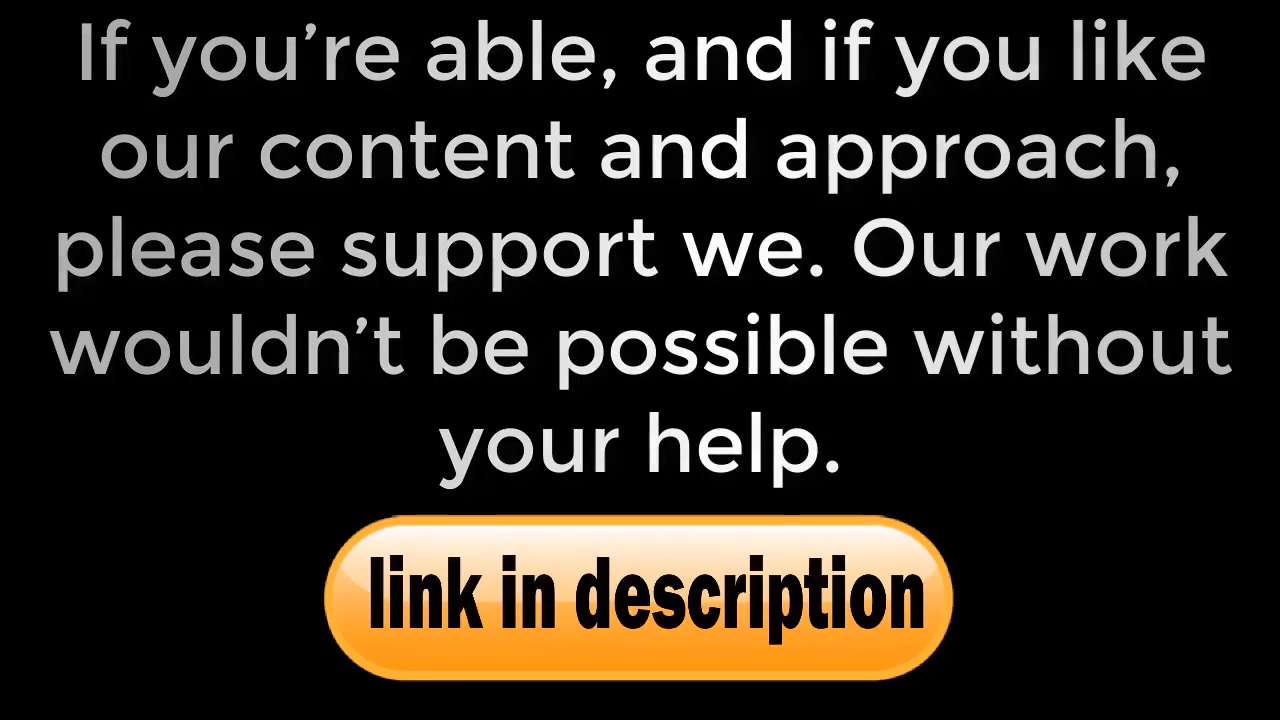 If you’re able, and if you like
our content and approach,
please support we. Our work
wouldn’t be possible without
your help.
link in description